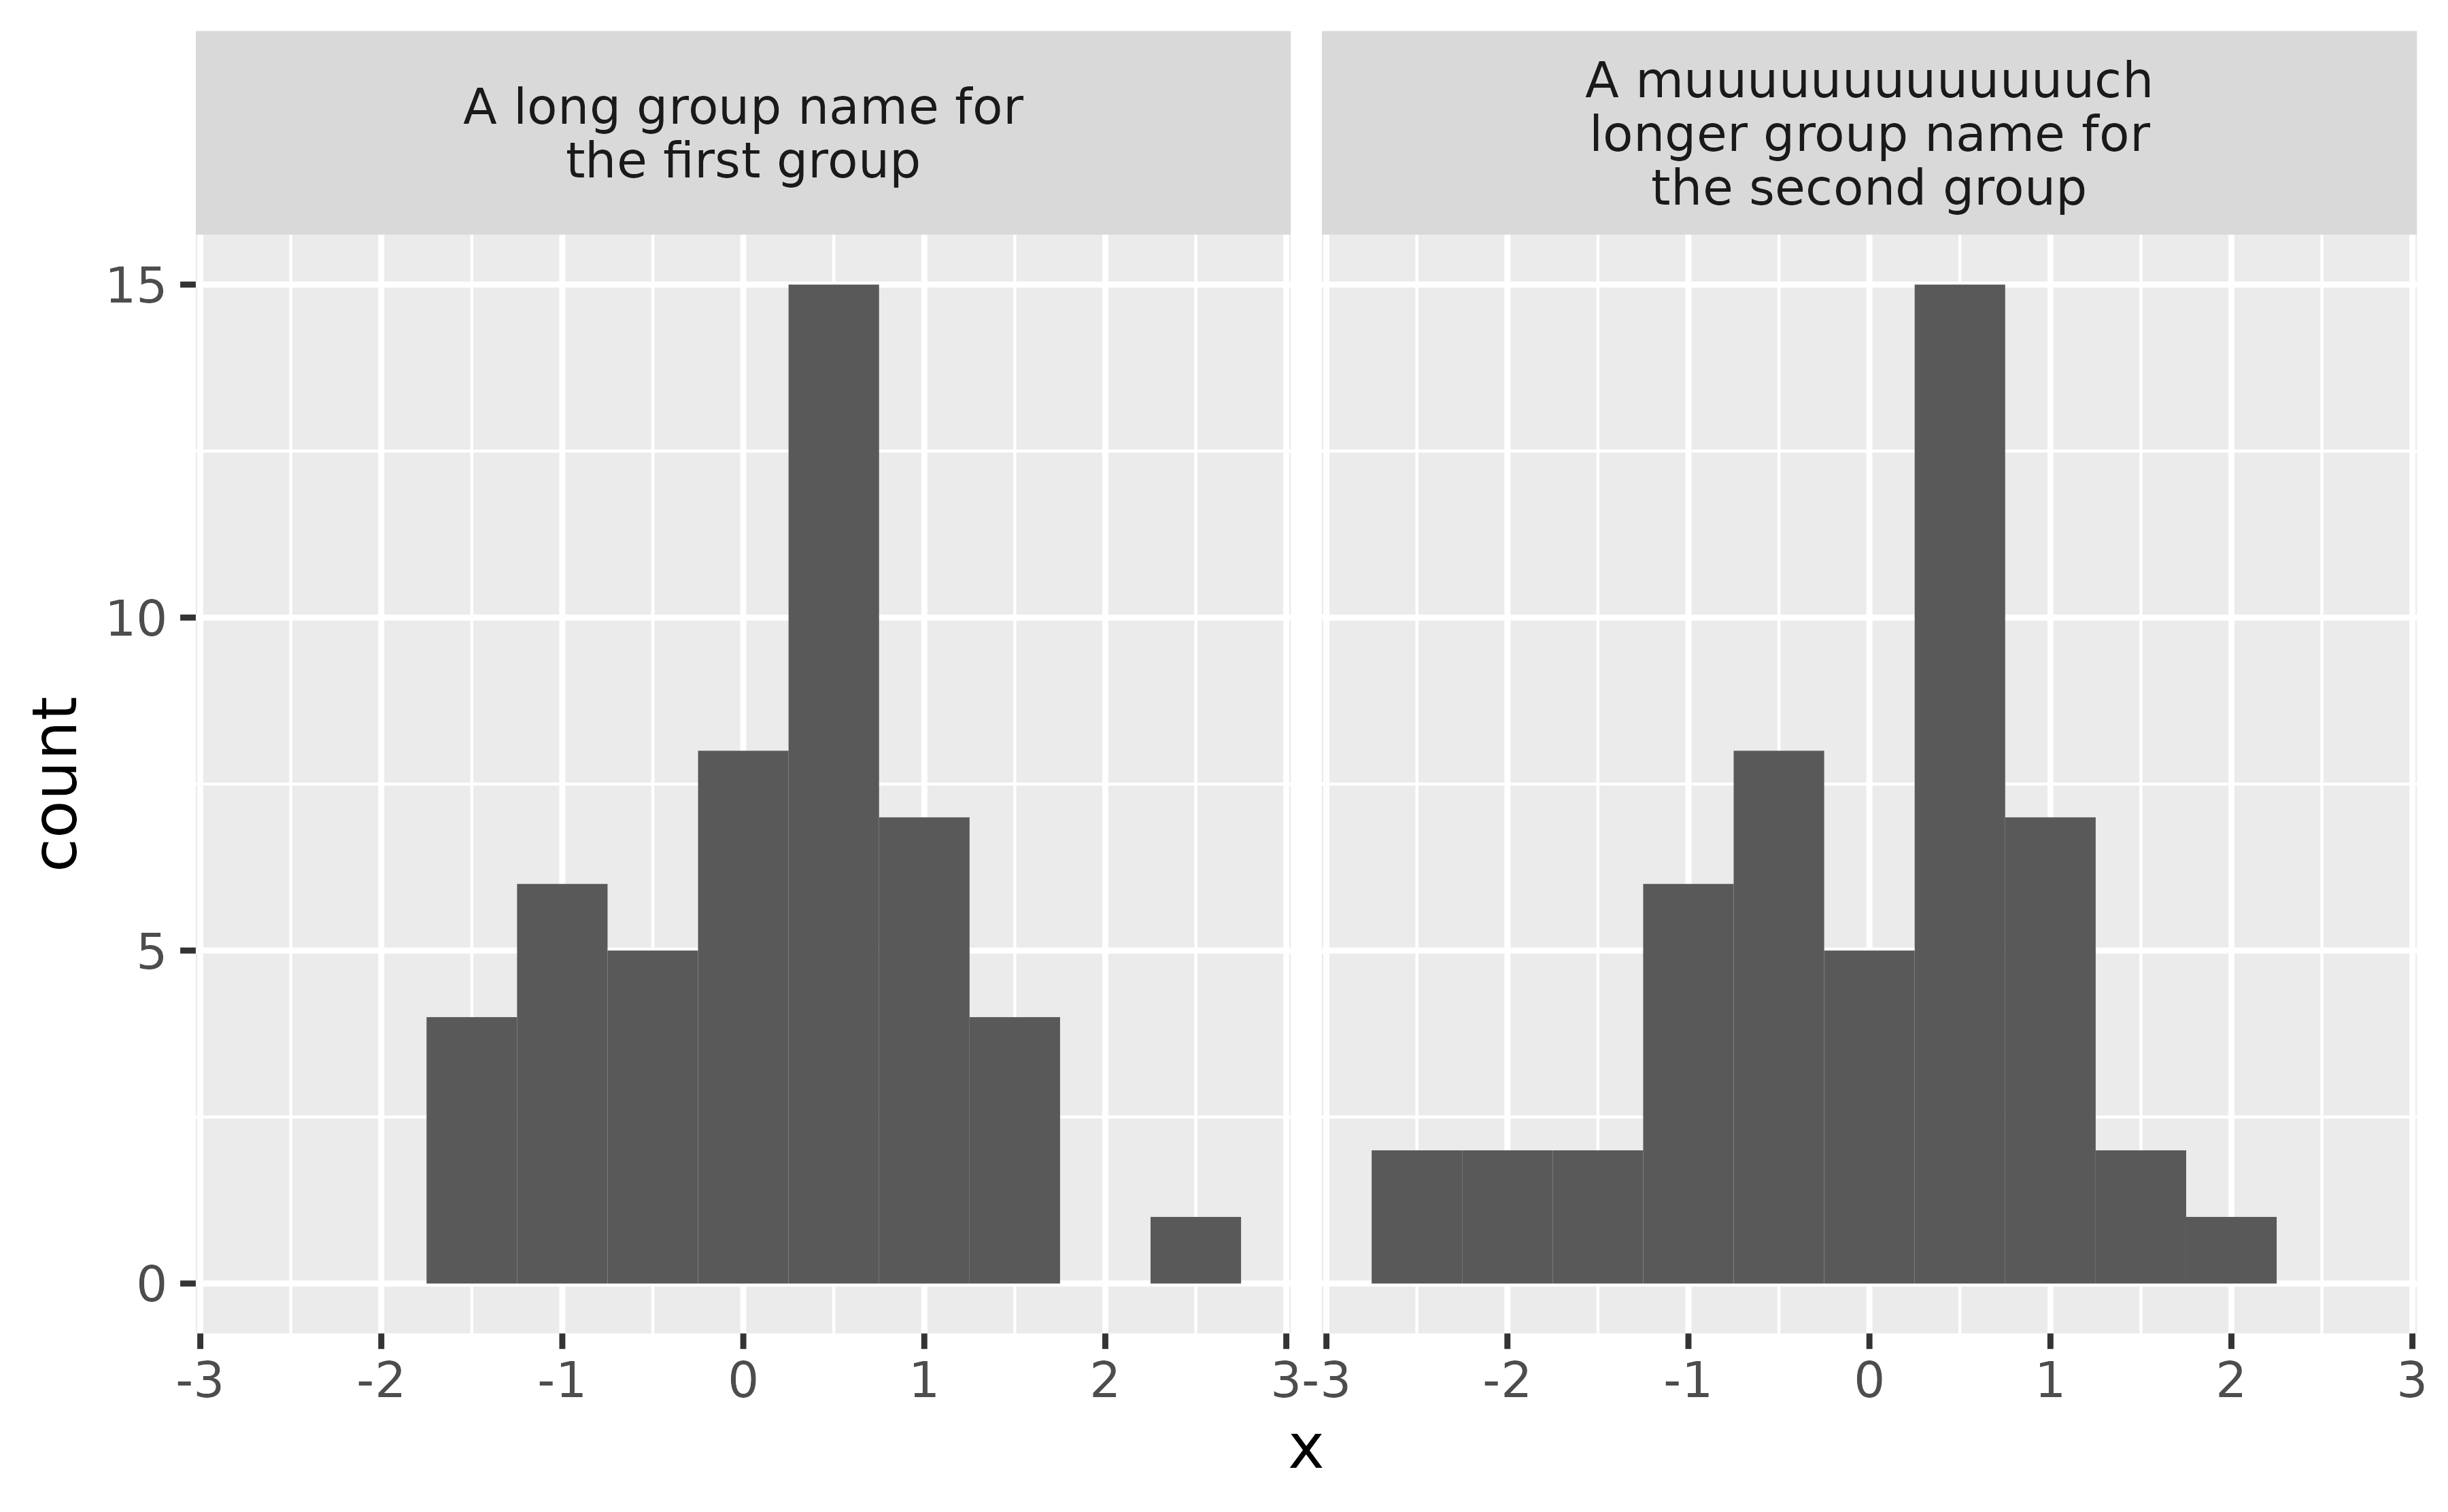 A long group name for
the first group
A muuuuuuuuuuuuuch
longer group name for
the second group
count
15
10
5
0
-3 -2 -1 0 1 2 3
-3 -2 -1 0 1 2 3
x